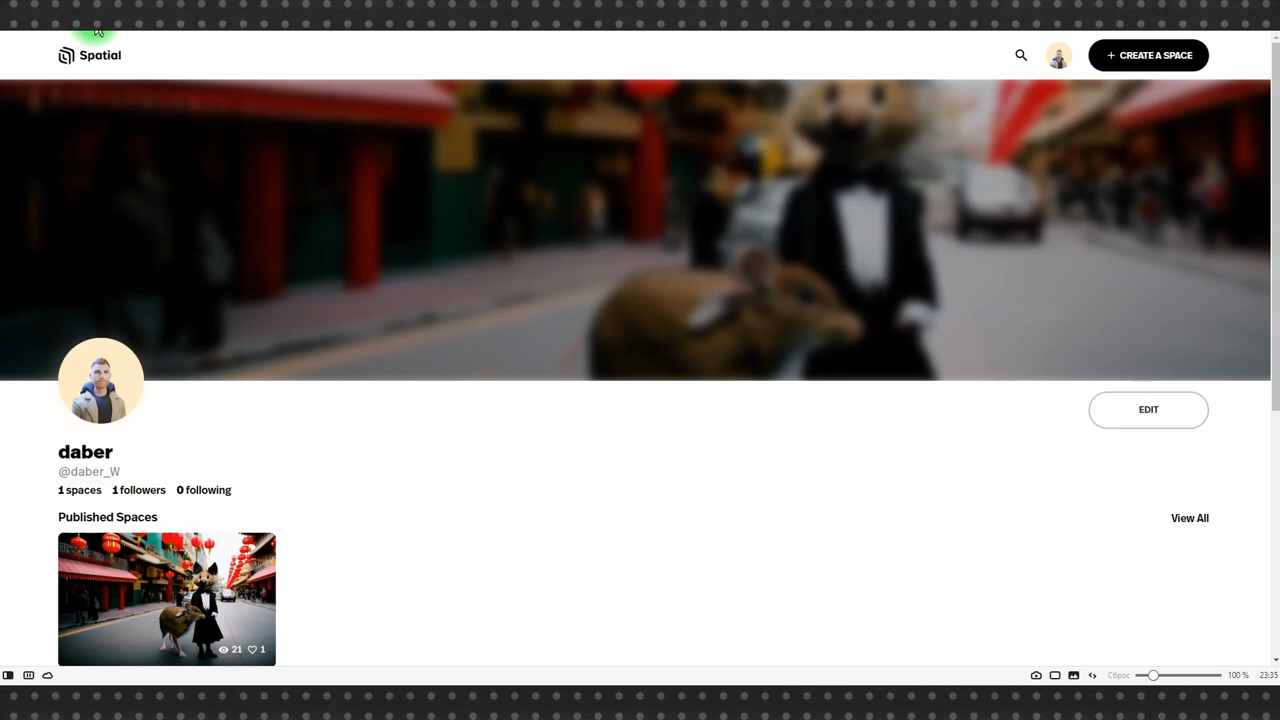 Spatial
+ CREATE A SPACE
EDIT
daber
@daber_W
1 spaces 1 followers 0 following
Published Spaces
View All
21 1
Сброс 100 % 23:35